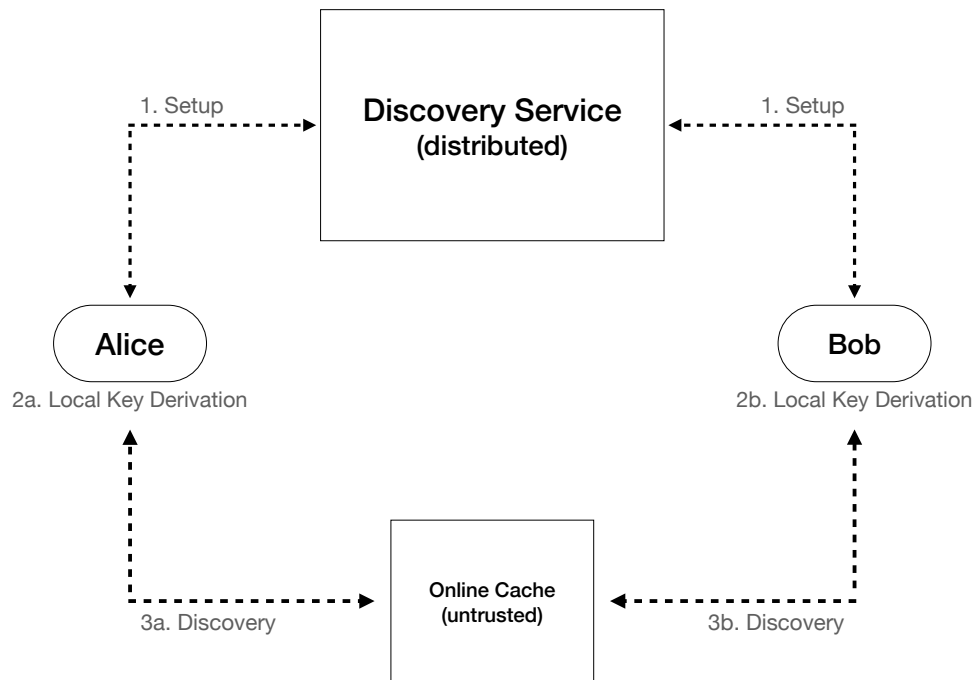 1. Setup
Discovery Service
(distributed)
1. Setup
Alice
Bob
2a. Local Key Derivation
2b. Local Key Derivation
Online Cache
(untrusted)
3a. Discovery
3b. Discovery